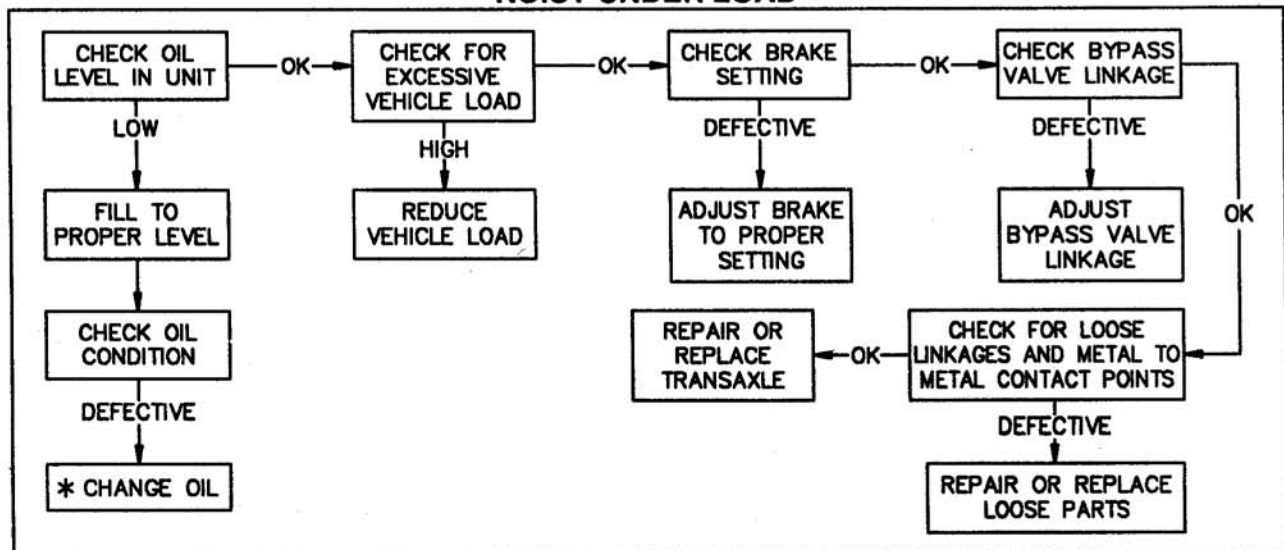 CHECK OIL
LEVEL IN UNIT
OK
CHECK FOR
EXCESSIVE
VEHICLE LOAD
OK
CHECK BRAKE
SETTING
OK
CHECK BYPASS
VALVE LINKAGE
LOW
HIGH
DEFECTIVE
DEFECTIVE
OK
FILL TO
PROPER LEVEL
REDUCE
VEHICLE LOAD
ADJUST BRAKE
TO PROPER
SETTING
ADJUST
BYPASS VALVE
LINKAGE
CHECK OIL
CONDITION
REPAIR OR
REPLACE
TRANSAXLE
OK
CHECK FOR LOOSE
LINKAGES AND METAL TO
METAL CONTACT POINTS
DEFECTIVE
DEFECTIVE
* CHANGE OIL
REPAIR OR REPLACE
LOOSE PARTS